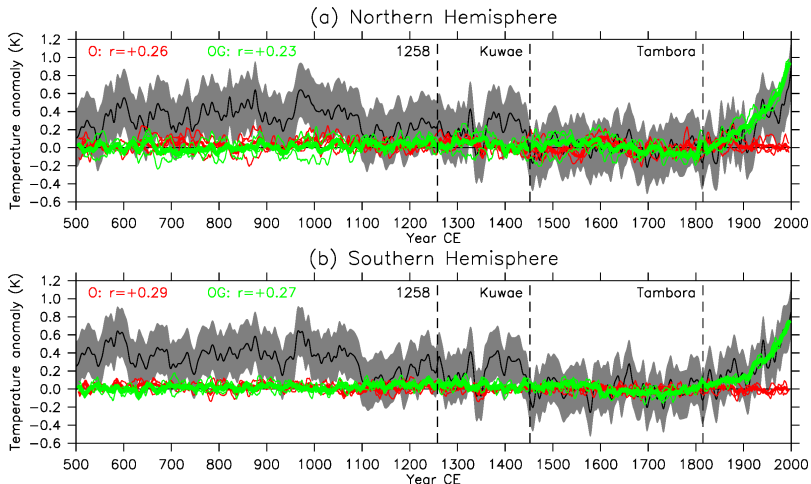 (a) Northern Hemisphere
Temperature anomaly (K)
1.2
1.0
0.8
0.6
0.4
0.2
0.0
−0.2
−0.4
−0.6
O: r=+0.26 OG: r=+0.23 1258 Kuwae Tambora
500 600 700 800 900 1000 1100 1200 1300 1400 1500 1600 1700 1800 1900 2000
Year CE
(b) Southern Hemisphere
Temperature anomaly (K)
1.2
1.0
0.8
0.6
0.4
0.2
0.0
−0.2
−0.4
−0.6
O: r=+0.29 OG: r=+0.27 1258 Kuwae Tambora
500 600 700 800 900 1000 1100 1200 1300 1400 1500 1600 1700 1800 1900 2000
Year CE